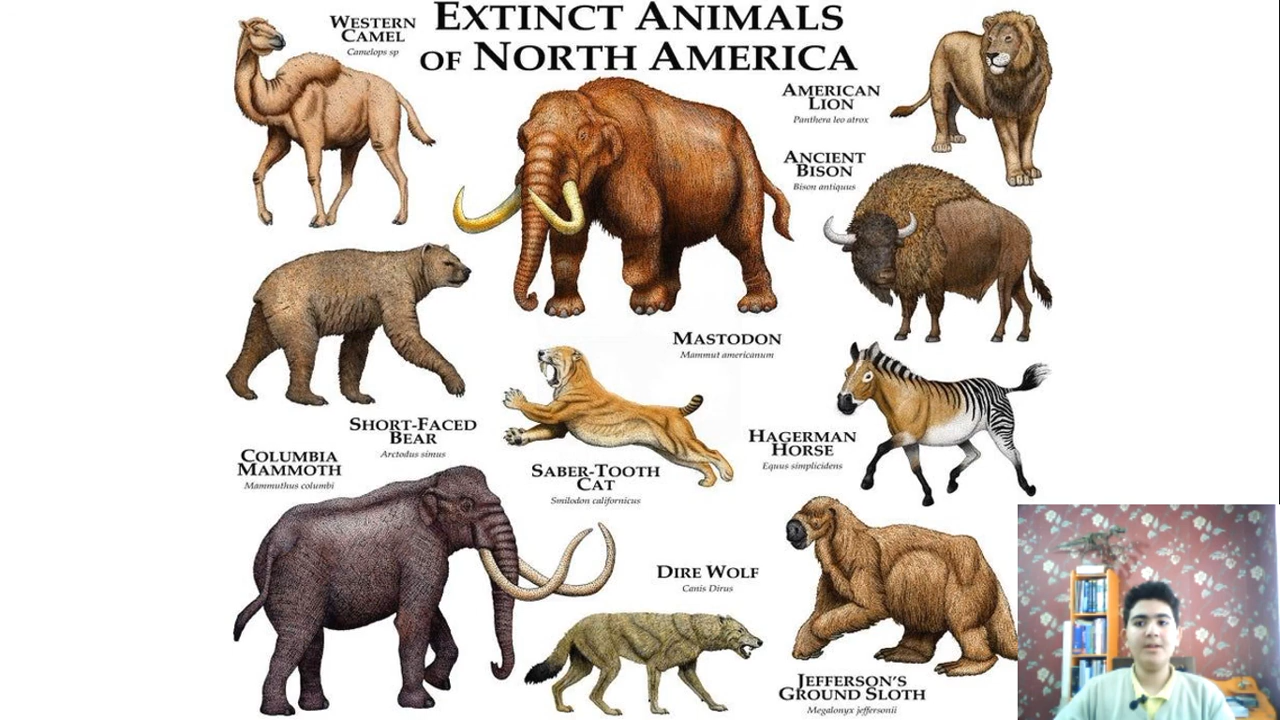 EXTINCT ANIMALS
OF NORTH AMERICA
WESTERN
CAMEL
Camelops sp
AMERICAN
LION
Panthera leo atrox
ANCIENT
BISON
Bison antiquus
MASTODON
Mammut americanum
SHORT-FACED
BEAR
Arctodus simus
HAGERMAN
HORSE
Equus simplicidens
COLUMBIA
MAMMOTH
Mammuthus columbi
SABER-TOOTH
CAT
Smilodon californicus
DIRE WOLF
Canis Dirus
JEFFERSON'S
GROUND SLOTH
Megalonyx jeffersonii